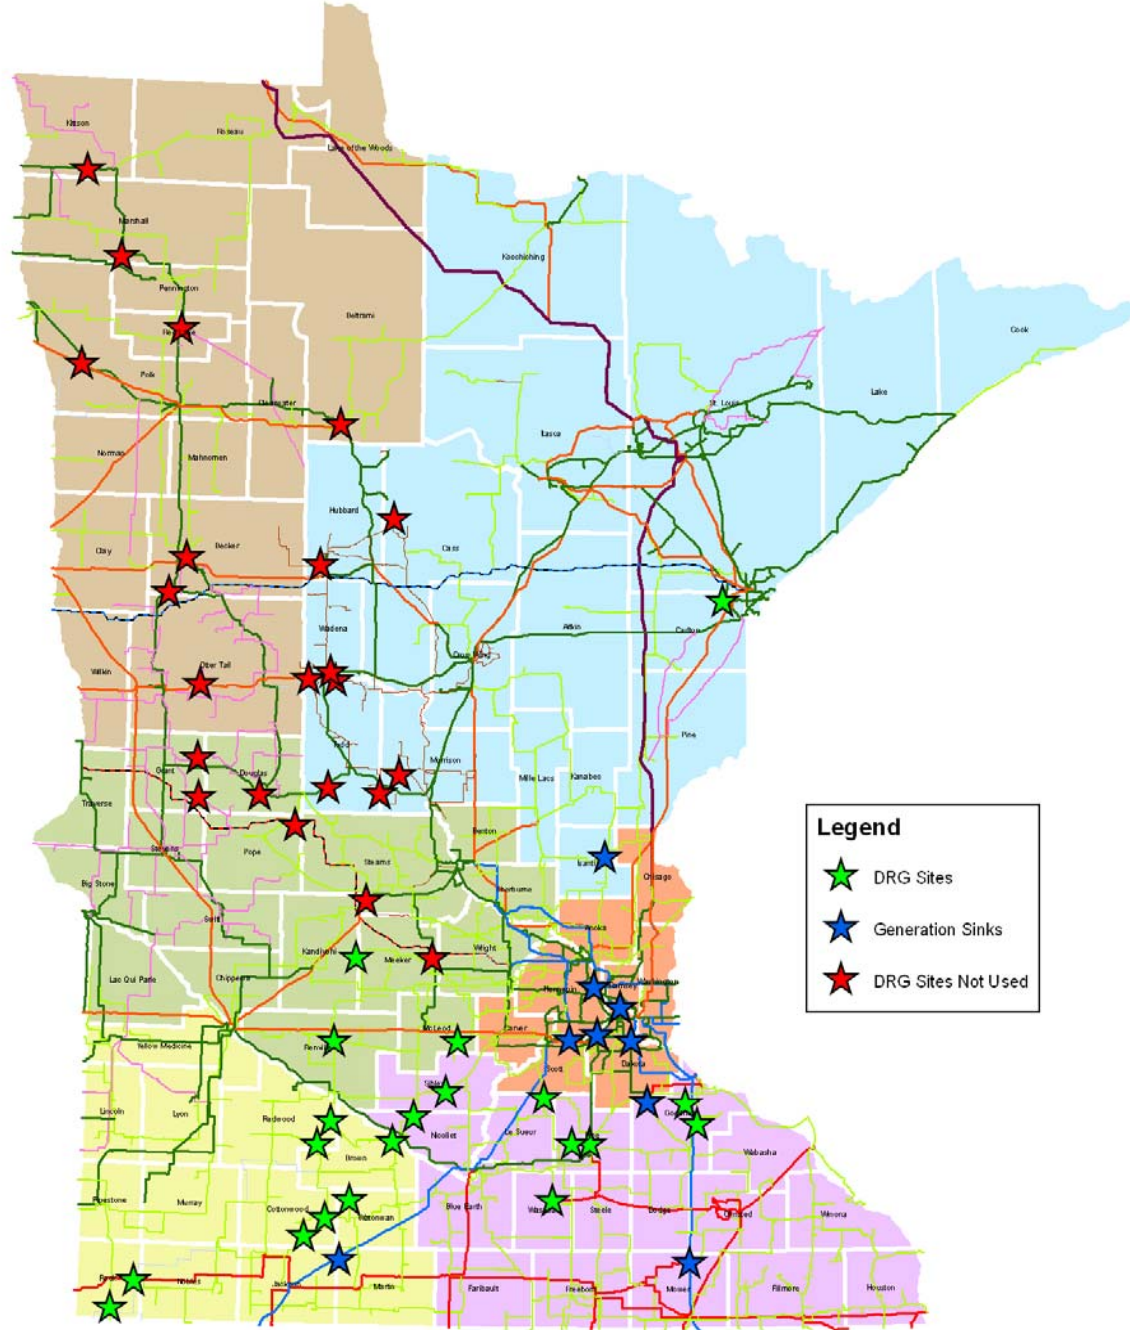 Kittson
Roseau
Lake of the Woods
Marshall
Koochiching
Pennington
Beltrami
Cook
Polk
Clearwater
Lake
St. Louis
Itasca
Norman
Mahnomen
Hubbard
Clay
Becker
Cass
Wadena
Aitkin
Carlton
Crow Wing
Wilkin
Otter Tail
Pine
Todd
Morrison
Grant
Douglas
Mille Lacs
Kanabec
Traverse
Benton
Legend
Stevens
Pope
Stearns
Isanti
DRG Sites
Big Stone
Sherburne
Chisago
Swift
Anoka
Generation Sinks
Kandiyohi
Meeker
Wright
Lac Qui Parle
Chippewa
Hennepin
Ramsey
Washington
DRG Sites Not Used
McLeod
Carver
Yellow Medicine
Renville
Scott
Dakota
Sibley
Lincoln
Lyon
Redwood
Goodhue
Nicollet
Le Sueur
Rice
Brown
Wabasha
Pipestone
Murray
Cottonwood
Watonwan
Blue Earth
Waseca
Steele
Dodge
Olmsted
Winona
Rock
Nobles
Jackson
Martin
Faribault
Freeborn
Mower
Fillmore
Houston